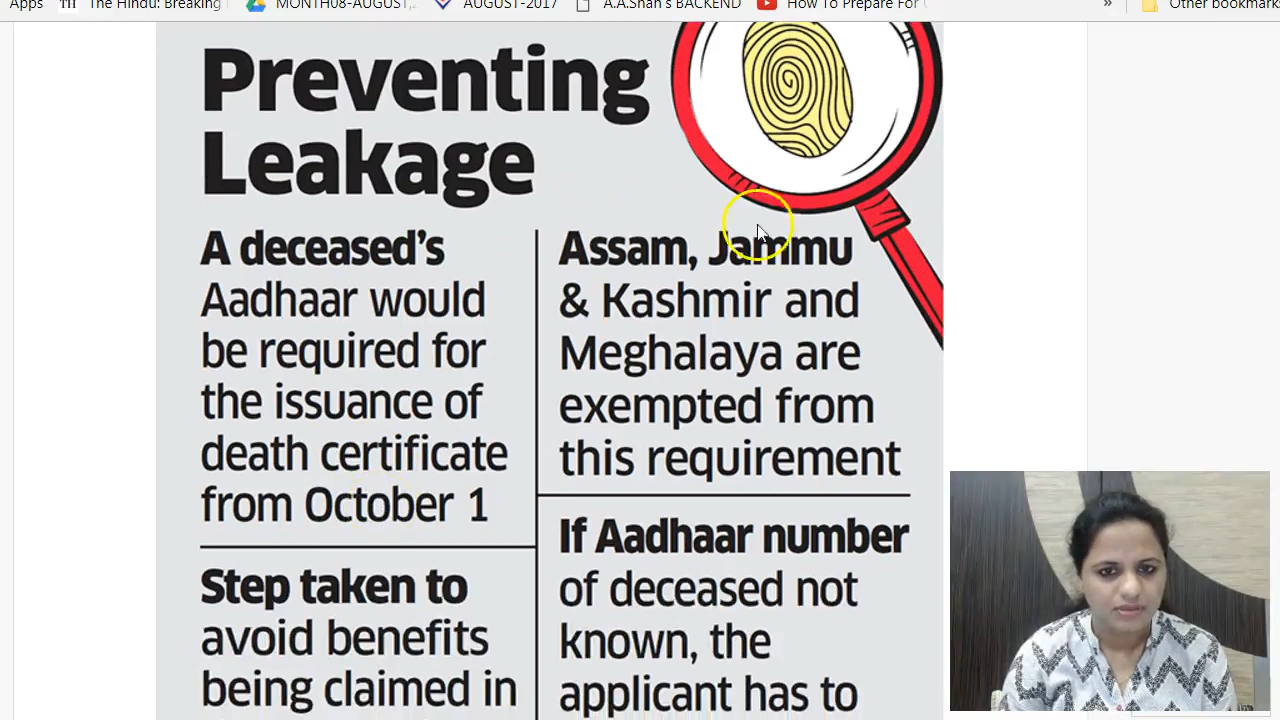 Apps
The Hindu: Breaking
MONTH08-AUGUST,
AUGUST-2017
A.A.Shah's BACKEND
How To Prepare For
»
Other bookmark
Preventing
Leakage
A deceased's
Aadhaar would
be required for
the issuance of
death certificate
from October 1
Step taken to
avoid benefits
being claimed in
Assam, Jammu
& Kashmir and
Meghalaya are
exempted from
this requirement
If Aadhaar number
of deceased not
known, the
applicant has to